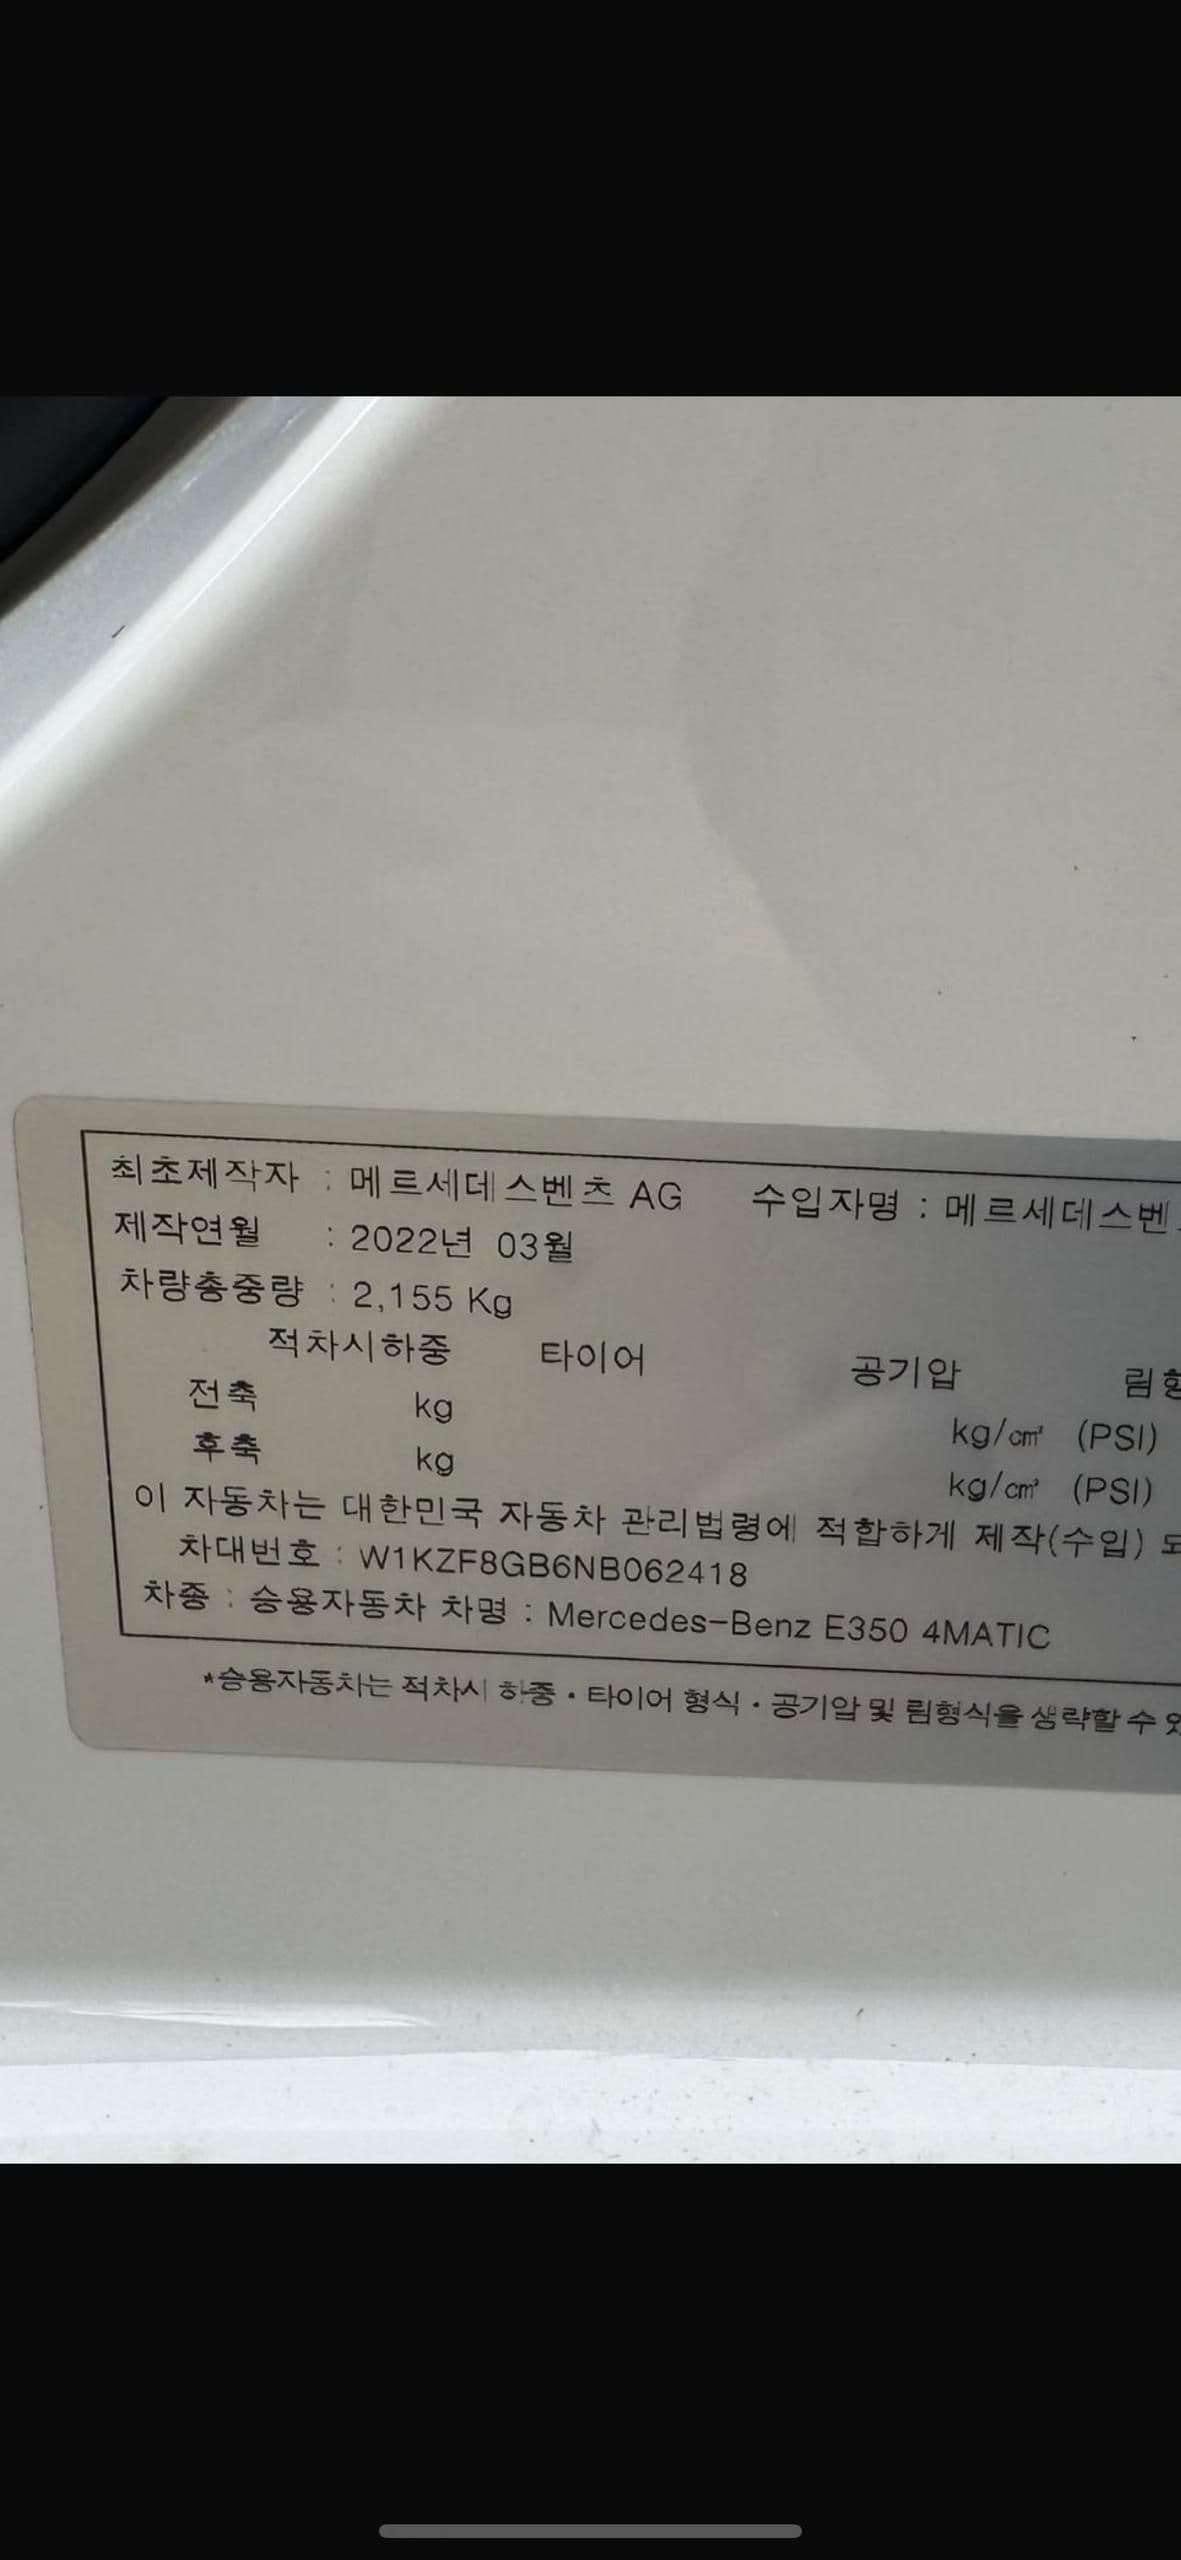 최초제작자 : 메르세데스벤츠 AG 수입자명 : 메르세데스벤
제작연월 : 2022년 03월
차량총중량 : 2,155 Kg
적차시하중 타이어 공기압
전축 kg kg/㎠ (PSI)
후축 kg kg/㎠ (PSI)
이 자동차는 대한민국 자동차 관리법령에 적합하게 제작(수입)
차대번호 : W1KZF8GB6NB062418
차종 : 승용자동차 차명 : Mercedes-Benz E350 4MATIC
*승용자동차는 적차시 하중 · 타이어 형식 · 공기압 및 림형식을 생략할 수